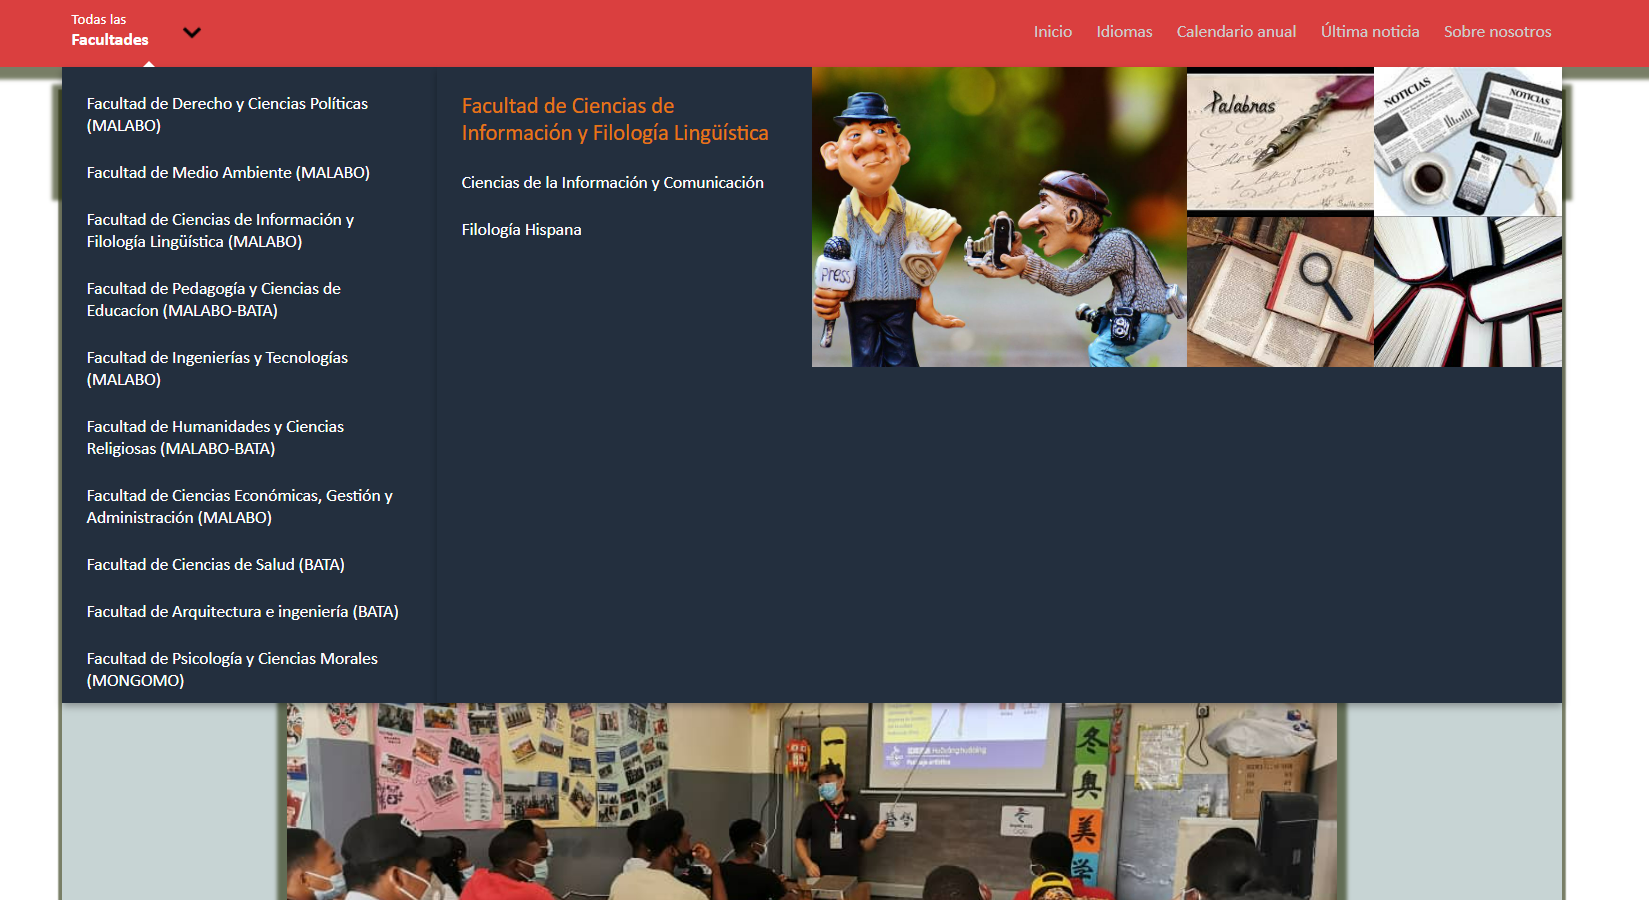 Todas las
Facultades
Inicio
Idiomas
Calendario anual
Última noticia
Sobre nosotros
Facultad de Derecho y Ciencias Políticas
(MALABO)
Facultad de Medio Ambiente (MALABO)
Facultad de Ciencias de Información y
Filología Lingüística (MALABO)
Facultad de Pedagogía y Ciencias de
Educacíon (MALABO-BATA)
Facultad de Ingenierías y Tecnologías
(MALABO)
Facultad de Humanidades y Ciencias
Religiosas (MALABO-BATA)
Facultad de Ciencias Económicas, Gestión y
Administración (MALABO)
Facultad de Ciencias de Salud (BATA)
Facultad de Arquitectura e ingeniería (BATA)
Facultad de Psicología y Ciencias Morales
(MONGOMO)
Facultad de Ciencias de
Información y Filología Lingüística
Ciencias de la Información y Comunicación
Filología Hispana
press
Palabras
NOTICIAS
NOTICIAS
冬
奥
美
学